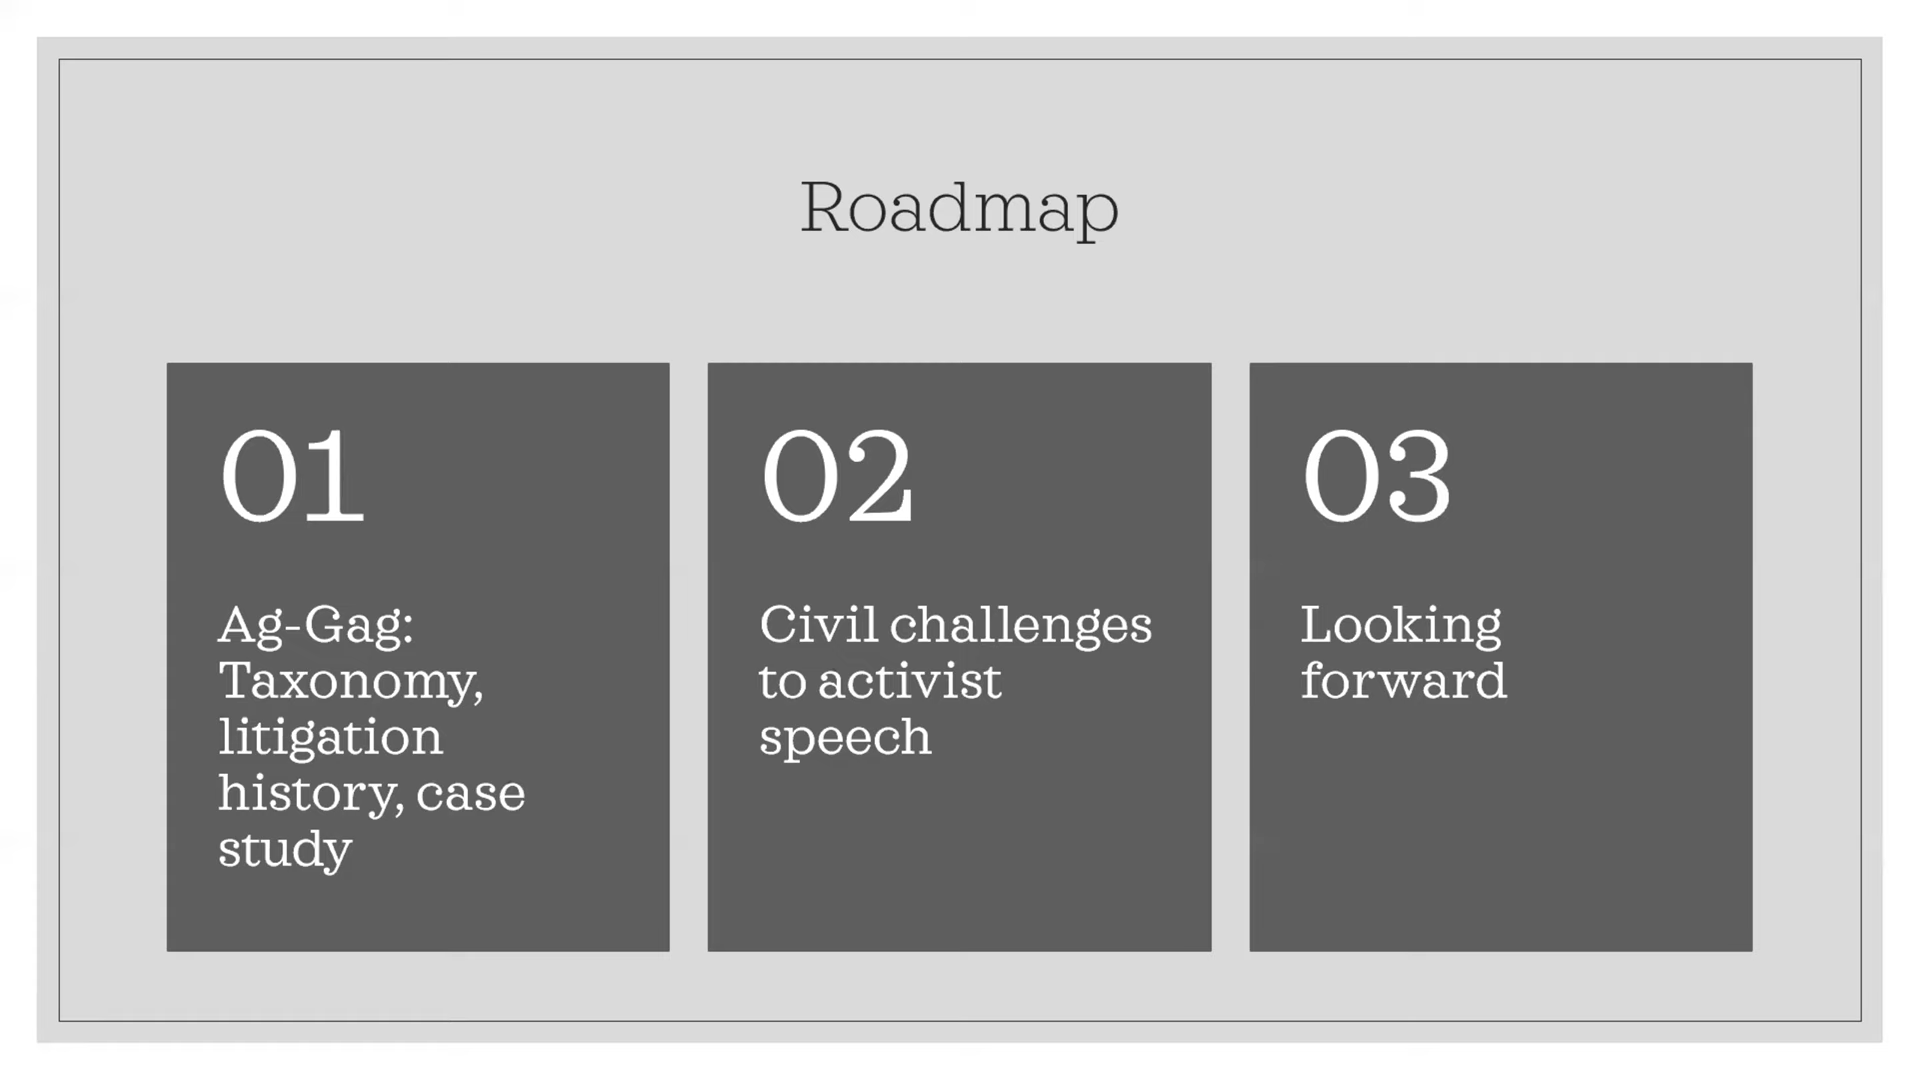 Roadmap
01
Ag-Gag:
Taxonomy,
litigation
history, case
study
02
Civil challenges
to activist
speech
03
Looking
forward